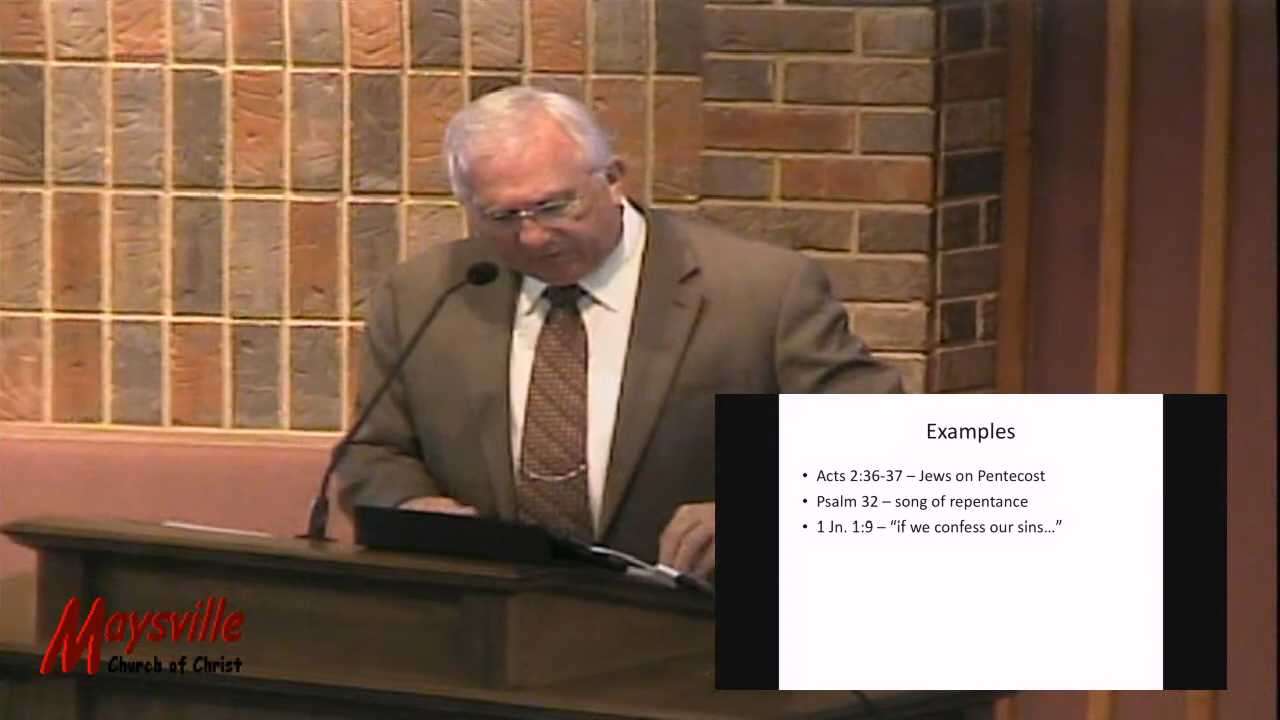 Examples
• Acts 2:36-37 – Jews on Pentecost
• Psalm 32 – song of repentance
• 1 Jn. 1:9 – “if we confess our sins…”
Maysville
Church of Christ